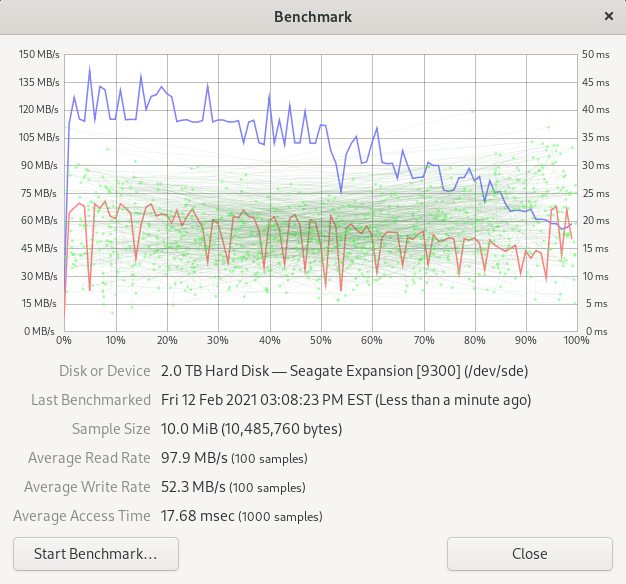 Benchmark
×
150 MB/s 50 ms
135 MB/s 45 ms
120 MB/s 40 ms
105 MB/s 35 ms
90 MB/s 30 ms
75 MB/s 25 ms
60 MB/s 20 ms
45 MB/s 15 ms
30 MB/s 10 ms
15 MB/s 5 ms
0 MB/s 0 ms
0% 10% 20% 30% 40% 50% 60% 70% 80% 90% 100%
Disk or Device 2.0 TB Hard Disk — Seagate Expansion [9300] (/dev/sde)
Last Benchmarked Fri 12 Feb 2021 03:08:23 PM EST (Less than a minute ago)
Sample Size 10.0 MiB (10,485,760 bytes)
Average Read Rate 97.9 MB/s (100 samples)
Average Write Rate 52.3 MB/s (100 samples)
Average Access Time 17.68 msec (1000 samples)
Start Benchmark… Close